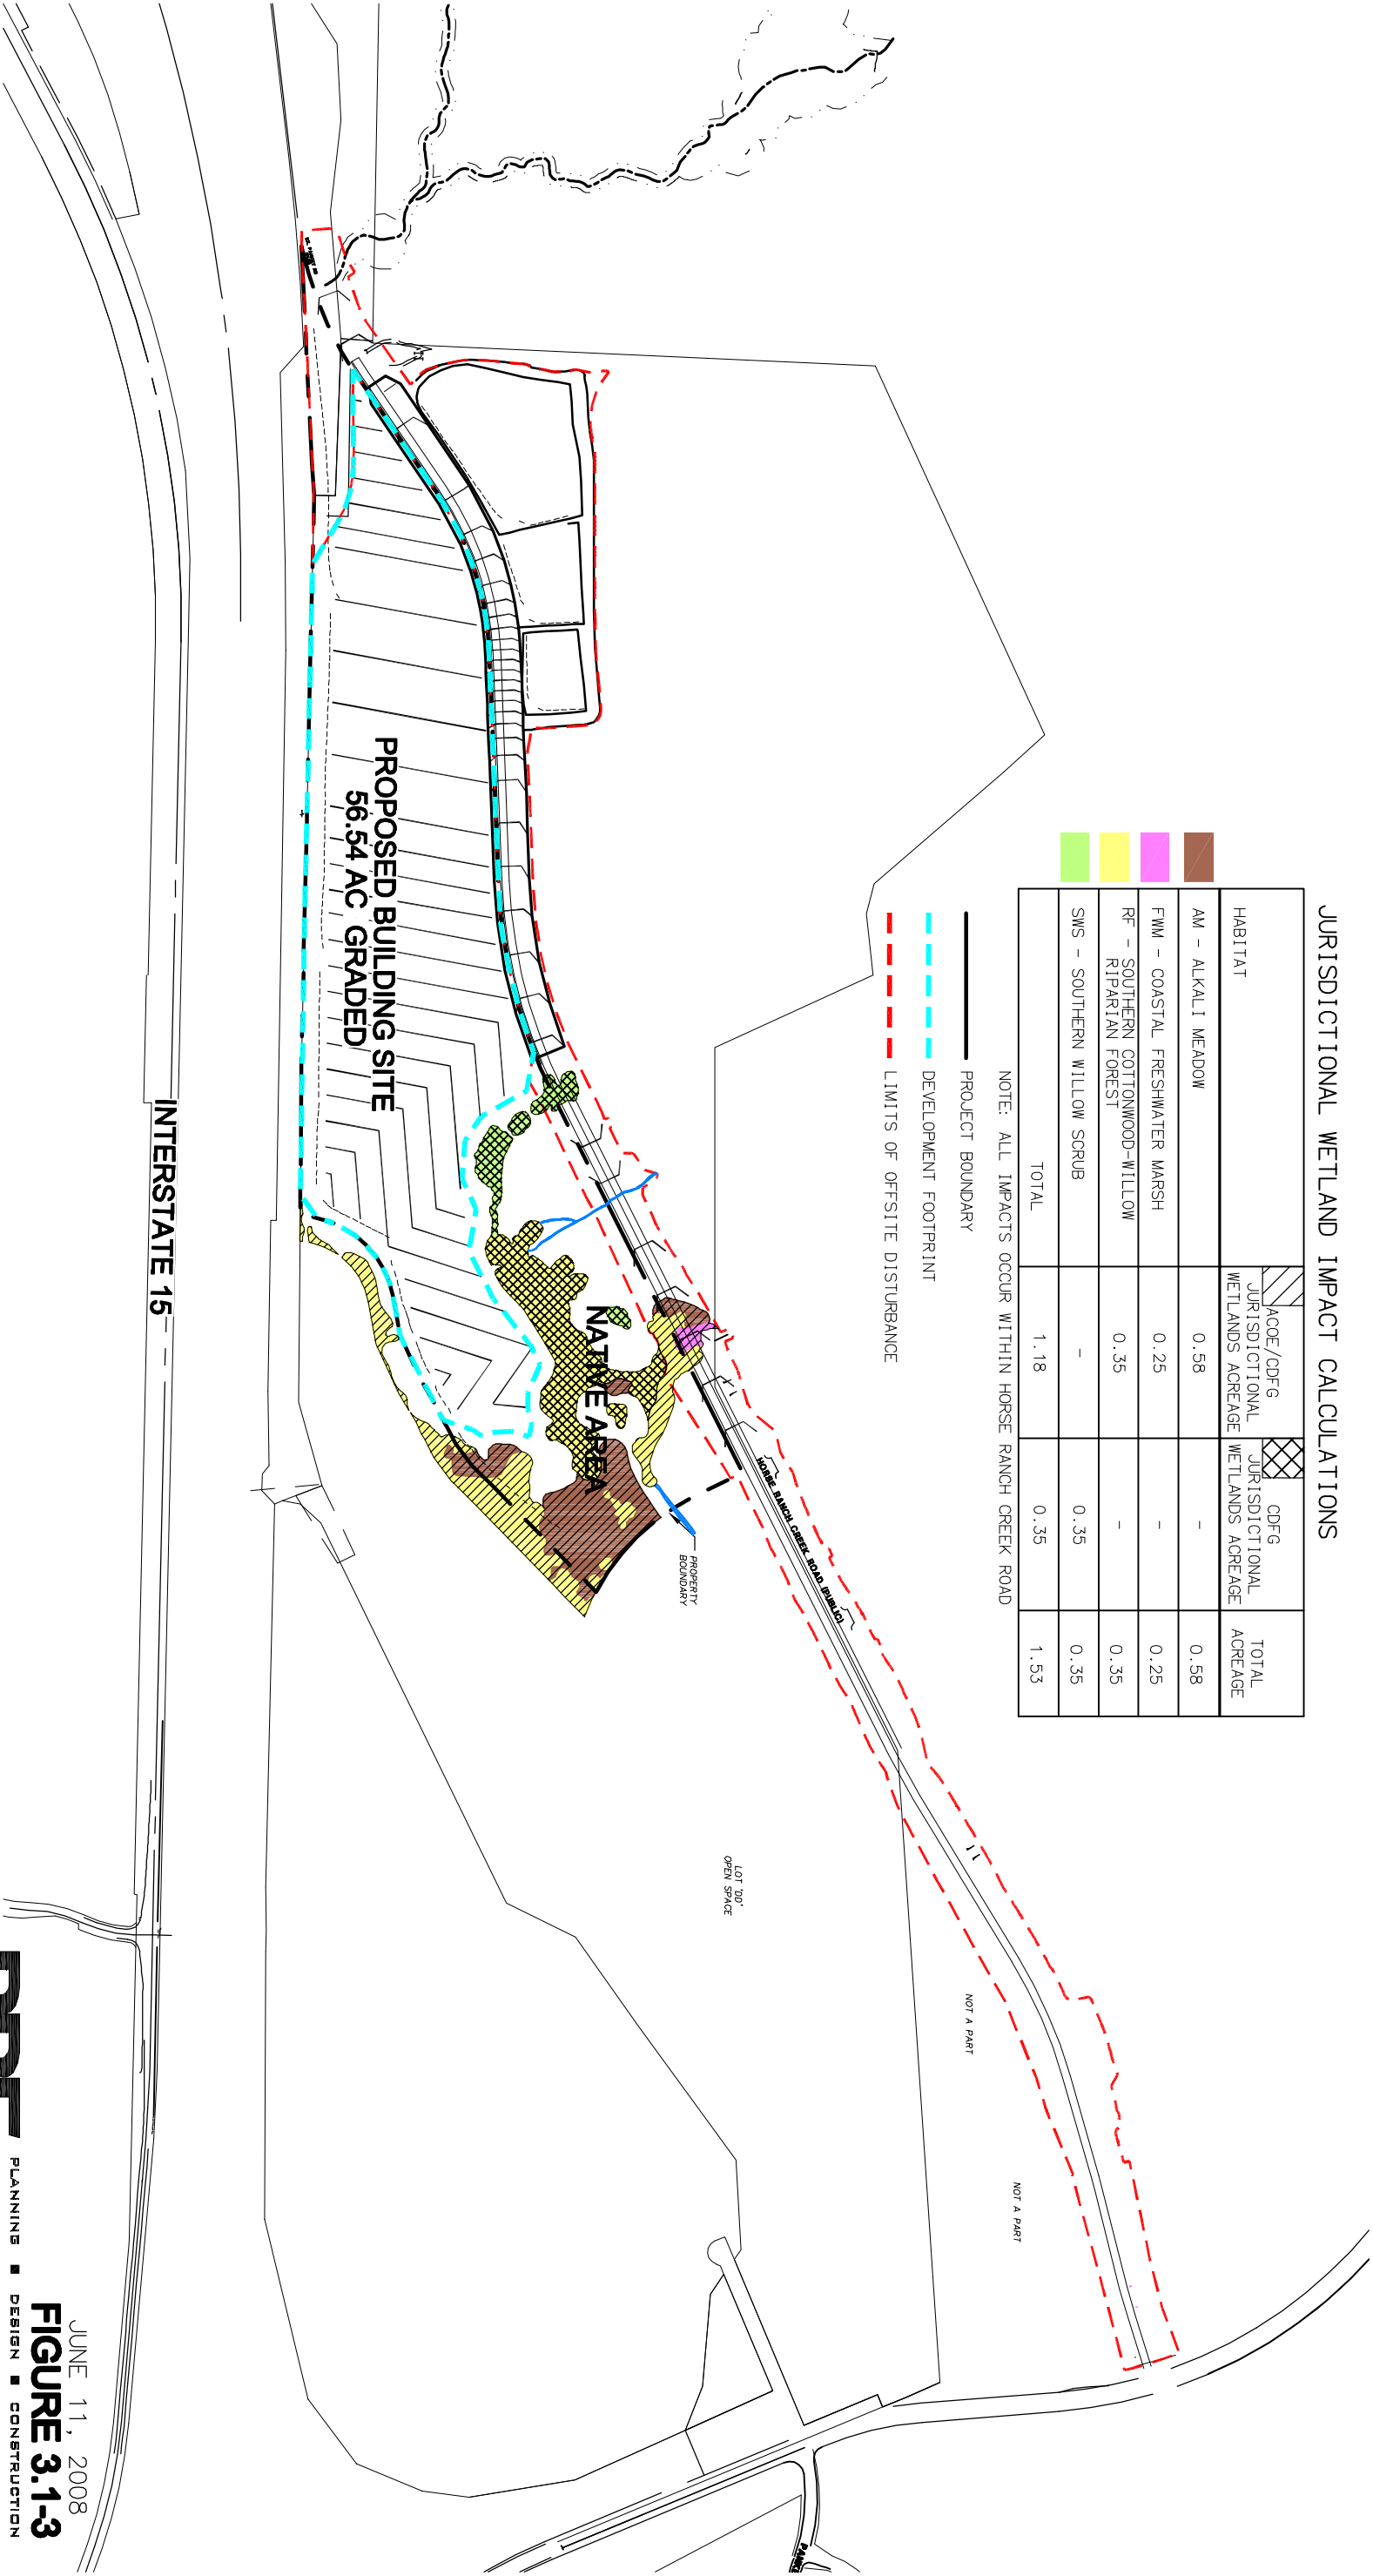 JURISDICTIONAL WETLAND IMPACT CALCULATIONS
HABITAT
ACOE/CDFG
JURISDICTIONAL
WETLANDS ACREAGE
CDFG
JURISDICTIONAL
WETLANDS ACREAGE
TOTAL
ACREAGE
AM - ALKALI MEADOW
0.58
-
0.58
FWM - COASTAL FRESHWATER MARSH
0.25
-
0.25
RF - SOUTHERN COTTONWOOD-WILLOW
RIPARIAN FOREST
0.35
-
0.35
SWS - SOUTHERN WILLOW SCRUB
-
0.35
0.35
TOTAL
1.18
0.35
1.53
NOTE: ALL IMPACTS OCCUR WITHIN HORSE RANCH CREEK ROAD
PROJECT BOUNDARY
DEVELOPMENT FOOTPRINT
LIMITS OF OFFSITE DISTURBANCE
NOT A PART
NOT A PART
HORSE RANCH CREEK ROAD (PUBLIC)
LOT "DD"
OPEN SPACE
PROPERTY
BOUNDARY
NATIVE AREA
PROPOSED BUILDING SITE
56.54 AC GRADED
INTERSTATE 15
JUNE 11, 2008
FIGURE 3.1-3
PLANNING ■ DESIGN ■ CONSTRUCTION